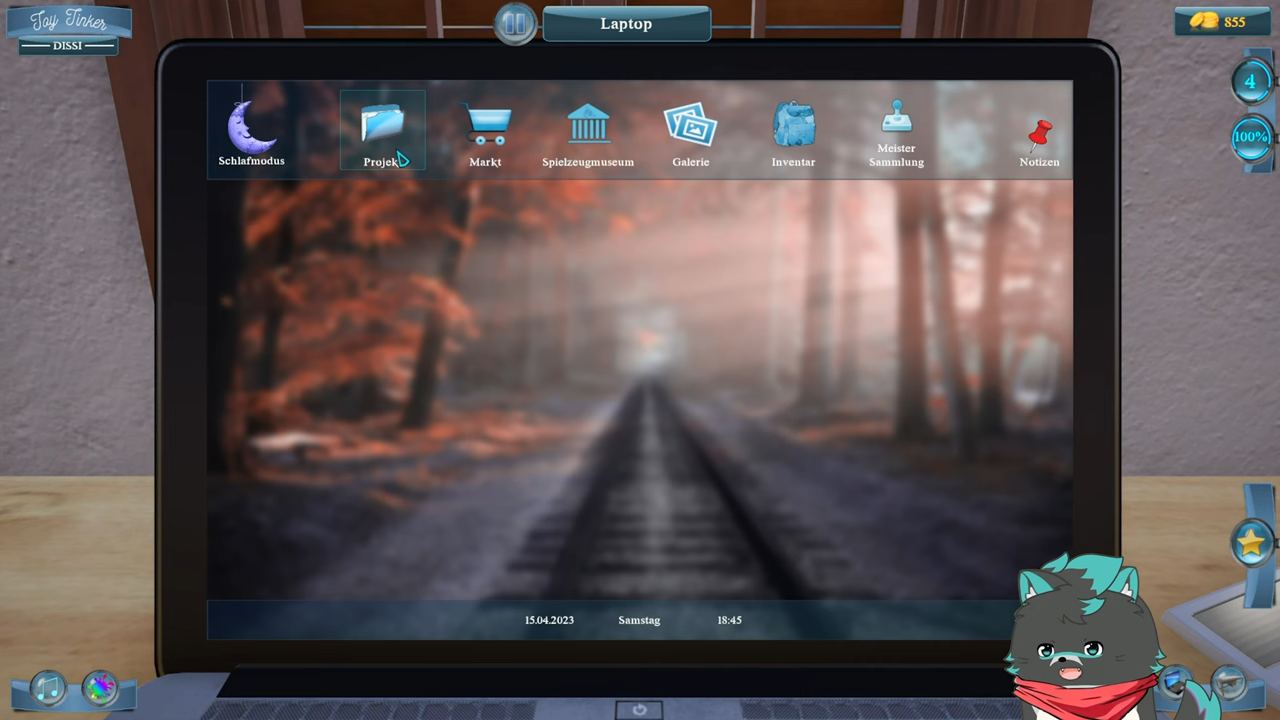 Toy Tinker
DISSI
Laptop
855
4
100%
Schlafmodus
Projek
Markt
Spielzeugmuseum
Galerie
Inventar
Meister
Sammlung
Notizen
15.04.2023 Samstag 18:45